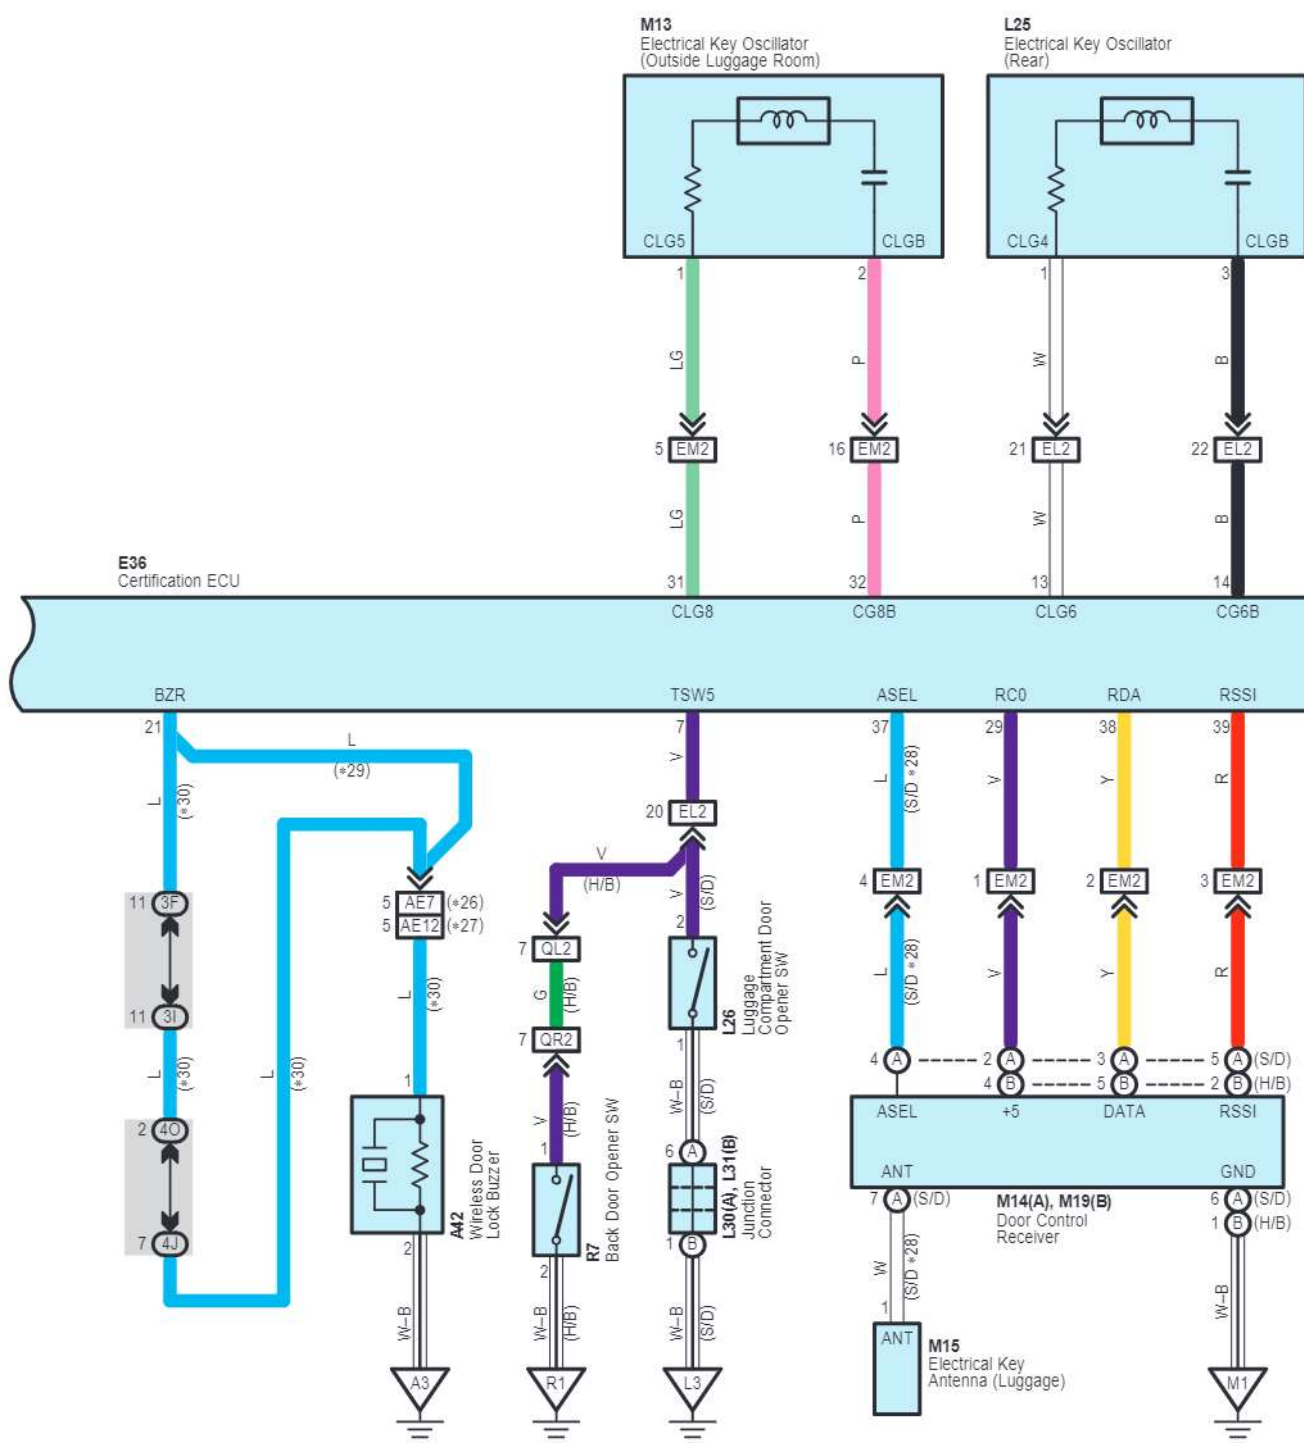 M13
Electrical Key Oscillator
(Outside Luggage Room)
L25
Electrical Key Oscillator
(Rear)
CLG5
CLGB
CLG4
CLGB
1
2
1
3
LG
P
W
B
5 EM2
16 EM2
21 EL2
22 EL2
LG
P
W
B
E36
Certification ECU
31
32
13
14
CLG8
CG8B
CLG6
CG6B
BZR
TSW5
ASEL
RC0
RDA
RSSI
21
7
37
29
38
39
L
(*29)
L
(*30)
V
L
(S/D *28)
V
Y
R
20 EL2
V
(H/B)
V
(S/D)
4 EM2
1 EM2
2 EM2
3 EM2
11 3F
5 AE7 (*26)
5 AE12 (*27)
2
7 QL2
L
(*30)
G
(H/B)
L26
Luggage
Compartment Door
Opener SW
L
(S/D *28)
V
Y
R
11 3I
7 QR2
1
L
(*30)
L
(*30)
4 A
2 A
3 A
5 A (S/D)
4 B
5 B
2 B (H/B)
1
V
(H/B)
W-B
(S/D)
ASEL
+5
DATA
RSSI
2 4O
1
6 A
ANT
GND
A42
Wireless Door
Lock Buzzer
R7
Back Door Opener SW
L30(A), L31(B)
Junction
Connector
7 A (S/D)
M14(A), M19(B)
Door Control
Receiver
6 A (S/D)
1 B (H/B)
7 4J
2
2
1 B
W
(S/D *28)
1
W-B
W-B
(H/B)
W-B
(S/D)
W-B
ANT
M15
Electrical Key
Antenna (Luggage)
A3
R1
L3
M1